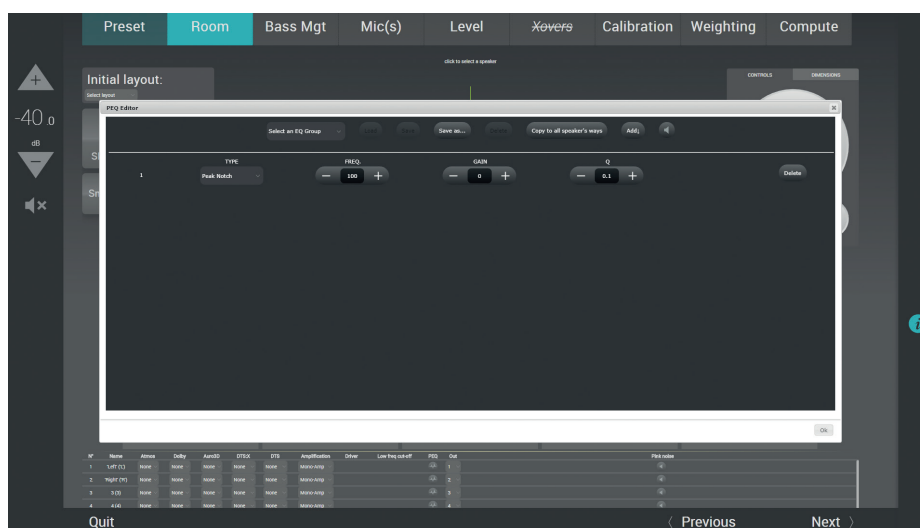 Preset Room Bass Mgt Mic(s) Level Xovers Calibration Weighting Compute
click to select a speaker
Initial layout:
CONTROLS DIMENSIONS
Select layout
PEQ Editor
-40.0
dB
Select an EQ Group Load Save Save as... Delete Copy to all speaker's ways Add;
TYPE FREQ. GAIN Q
1 Peak Notch − 100 + − 0 + − 0.1 + Delete
Ok
N° Name Atmos Dolby Auro3D DTS:X DTS Amplification Driver Low freq cut-off PEQ Out Pink noise
1 'Left' ('L') None None None None None Mono-Amp 1
2 'Right' ('R') None None None None None Mono-Amp 2
3 3 (3) None None None None None Mono-Amp 3
4 4 (4) None None None None None Mono-Amp 4
Quit 〈 Previous Next 〉